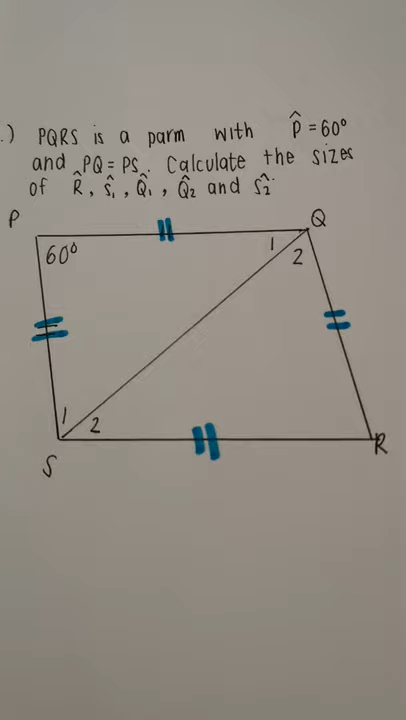 .) PQRS is a parm with P̂ = 60°
and PQ = PS. Calculate the sizes
of R̂, Ŝ₁, Q̂₁, Q̂₂ and Ŝ₂.
P
Q
60°
1
2
1
2
S
R